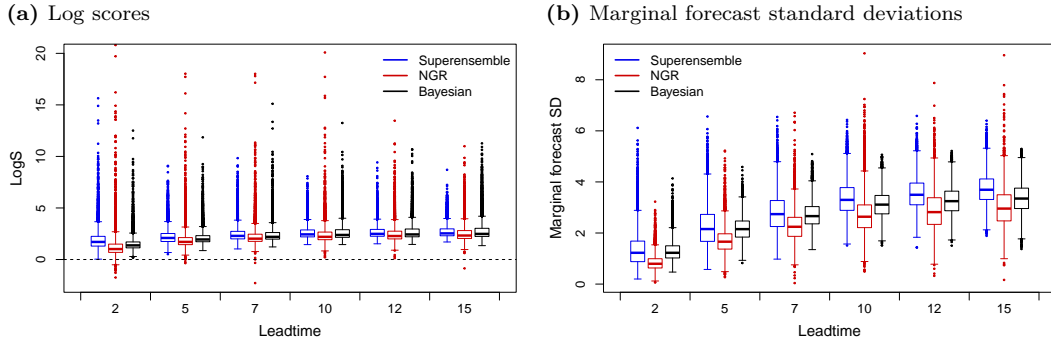 (a) Log scores
(b) Marginal forecast standard deviations
LogS
20
15
10
5
0
Superensemble
NGR
Bayesian
2 5 7 10 12 15
Leadtime
Marginal forecast SD
8
6
4
2
0
Superensemble
NGR
Bayesian
2 5 7 10 12 15
Leadtime